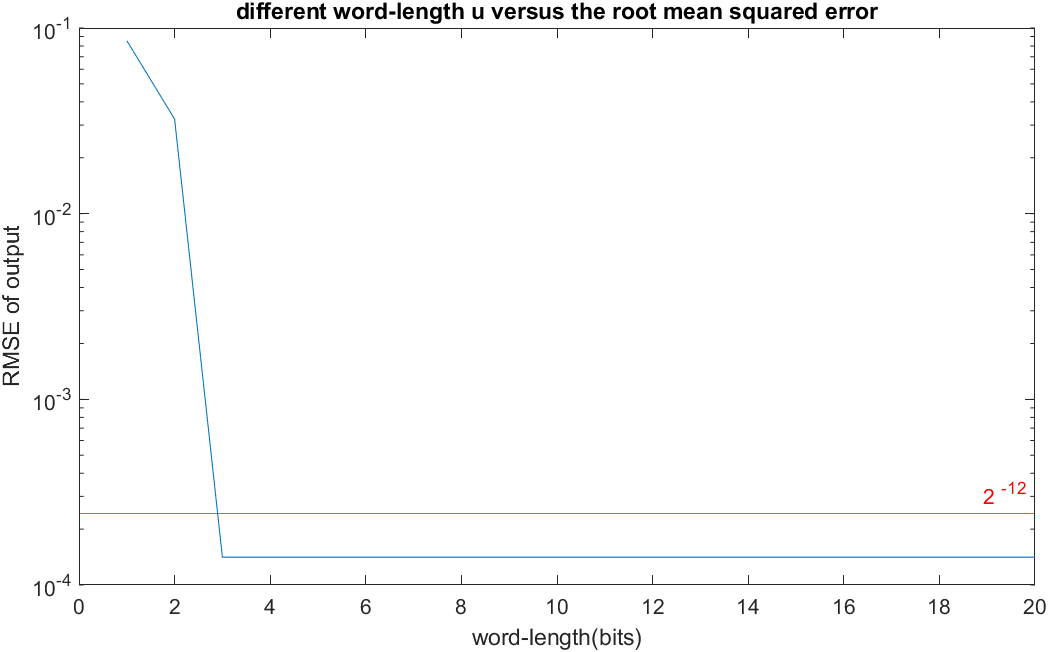 different word-length u versus the root mean squared error
10^-1
10^-2
10^-3
10^-4
RMSE of output
2^-12
0 2 4 6 8 10 12 14 16 18 20
word-length(bits)